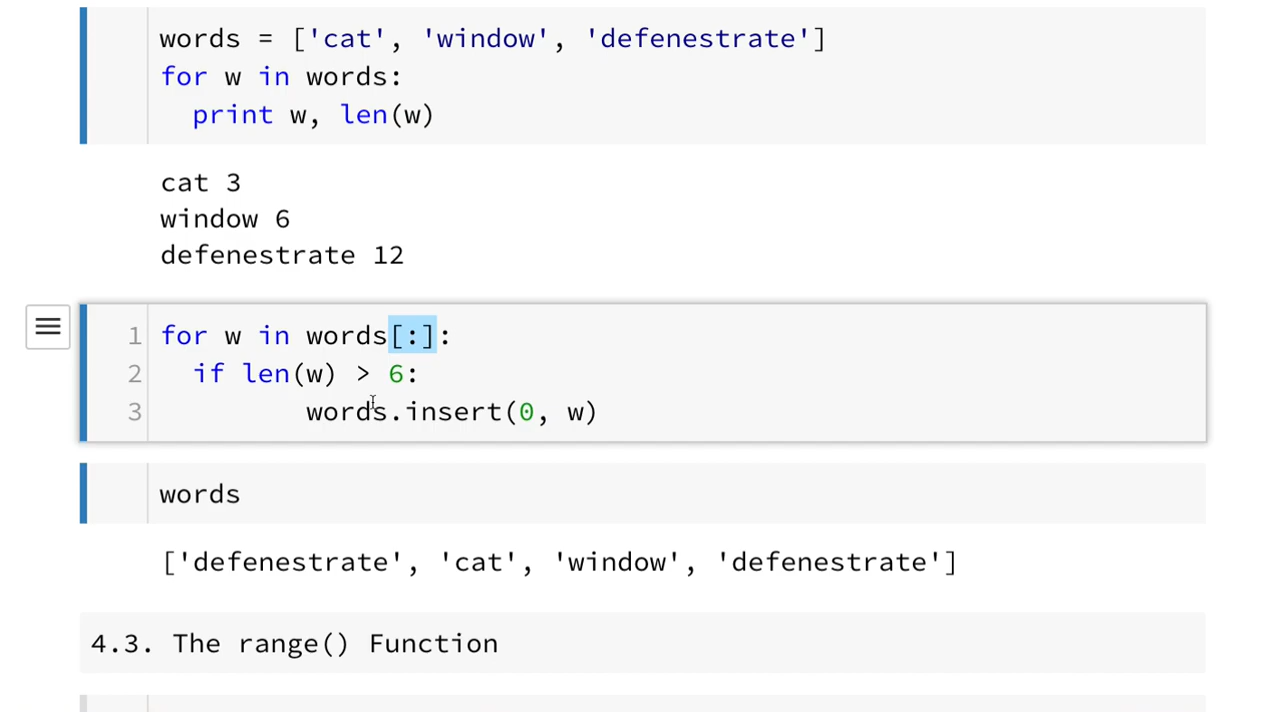 words = ['cat', 'window', 'defenestrate']
for w in words:
  print w, len(w)
cat 3
window 6
defenestrate 12
1 for w in words[:]:
2   if len(w) > 6:
3          words.insert(0, w)
words
['defenestrate', 'cat', 'window', 'defenestrate']
4.3. The range() Function